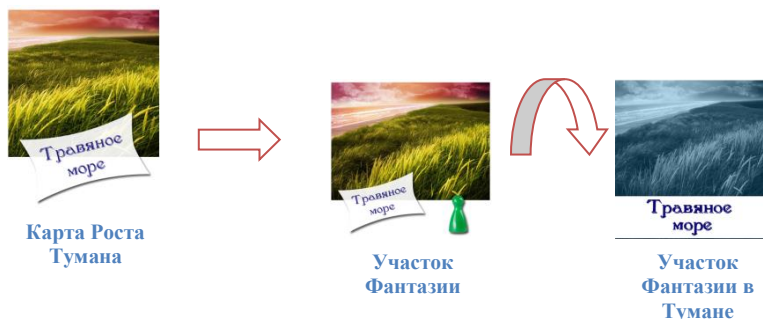 Травяное
море
Карта Роста
Тумана
Травяное
море
Участок
Фантазии
Травяное
море
Участок
Фантазии в
Тумане